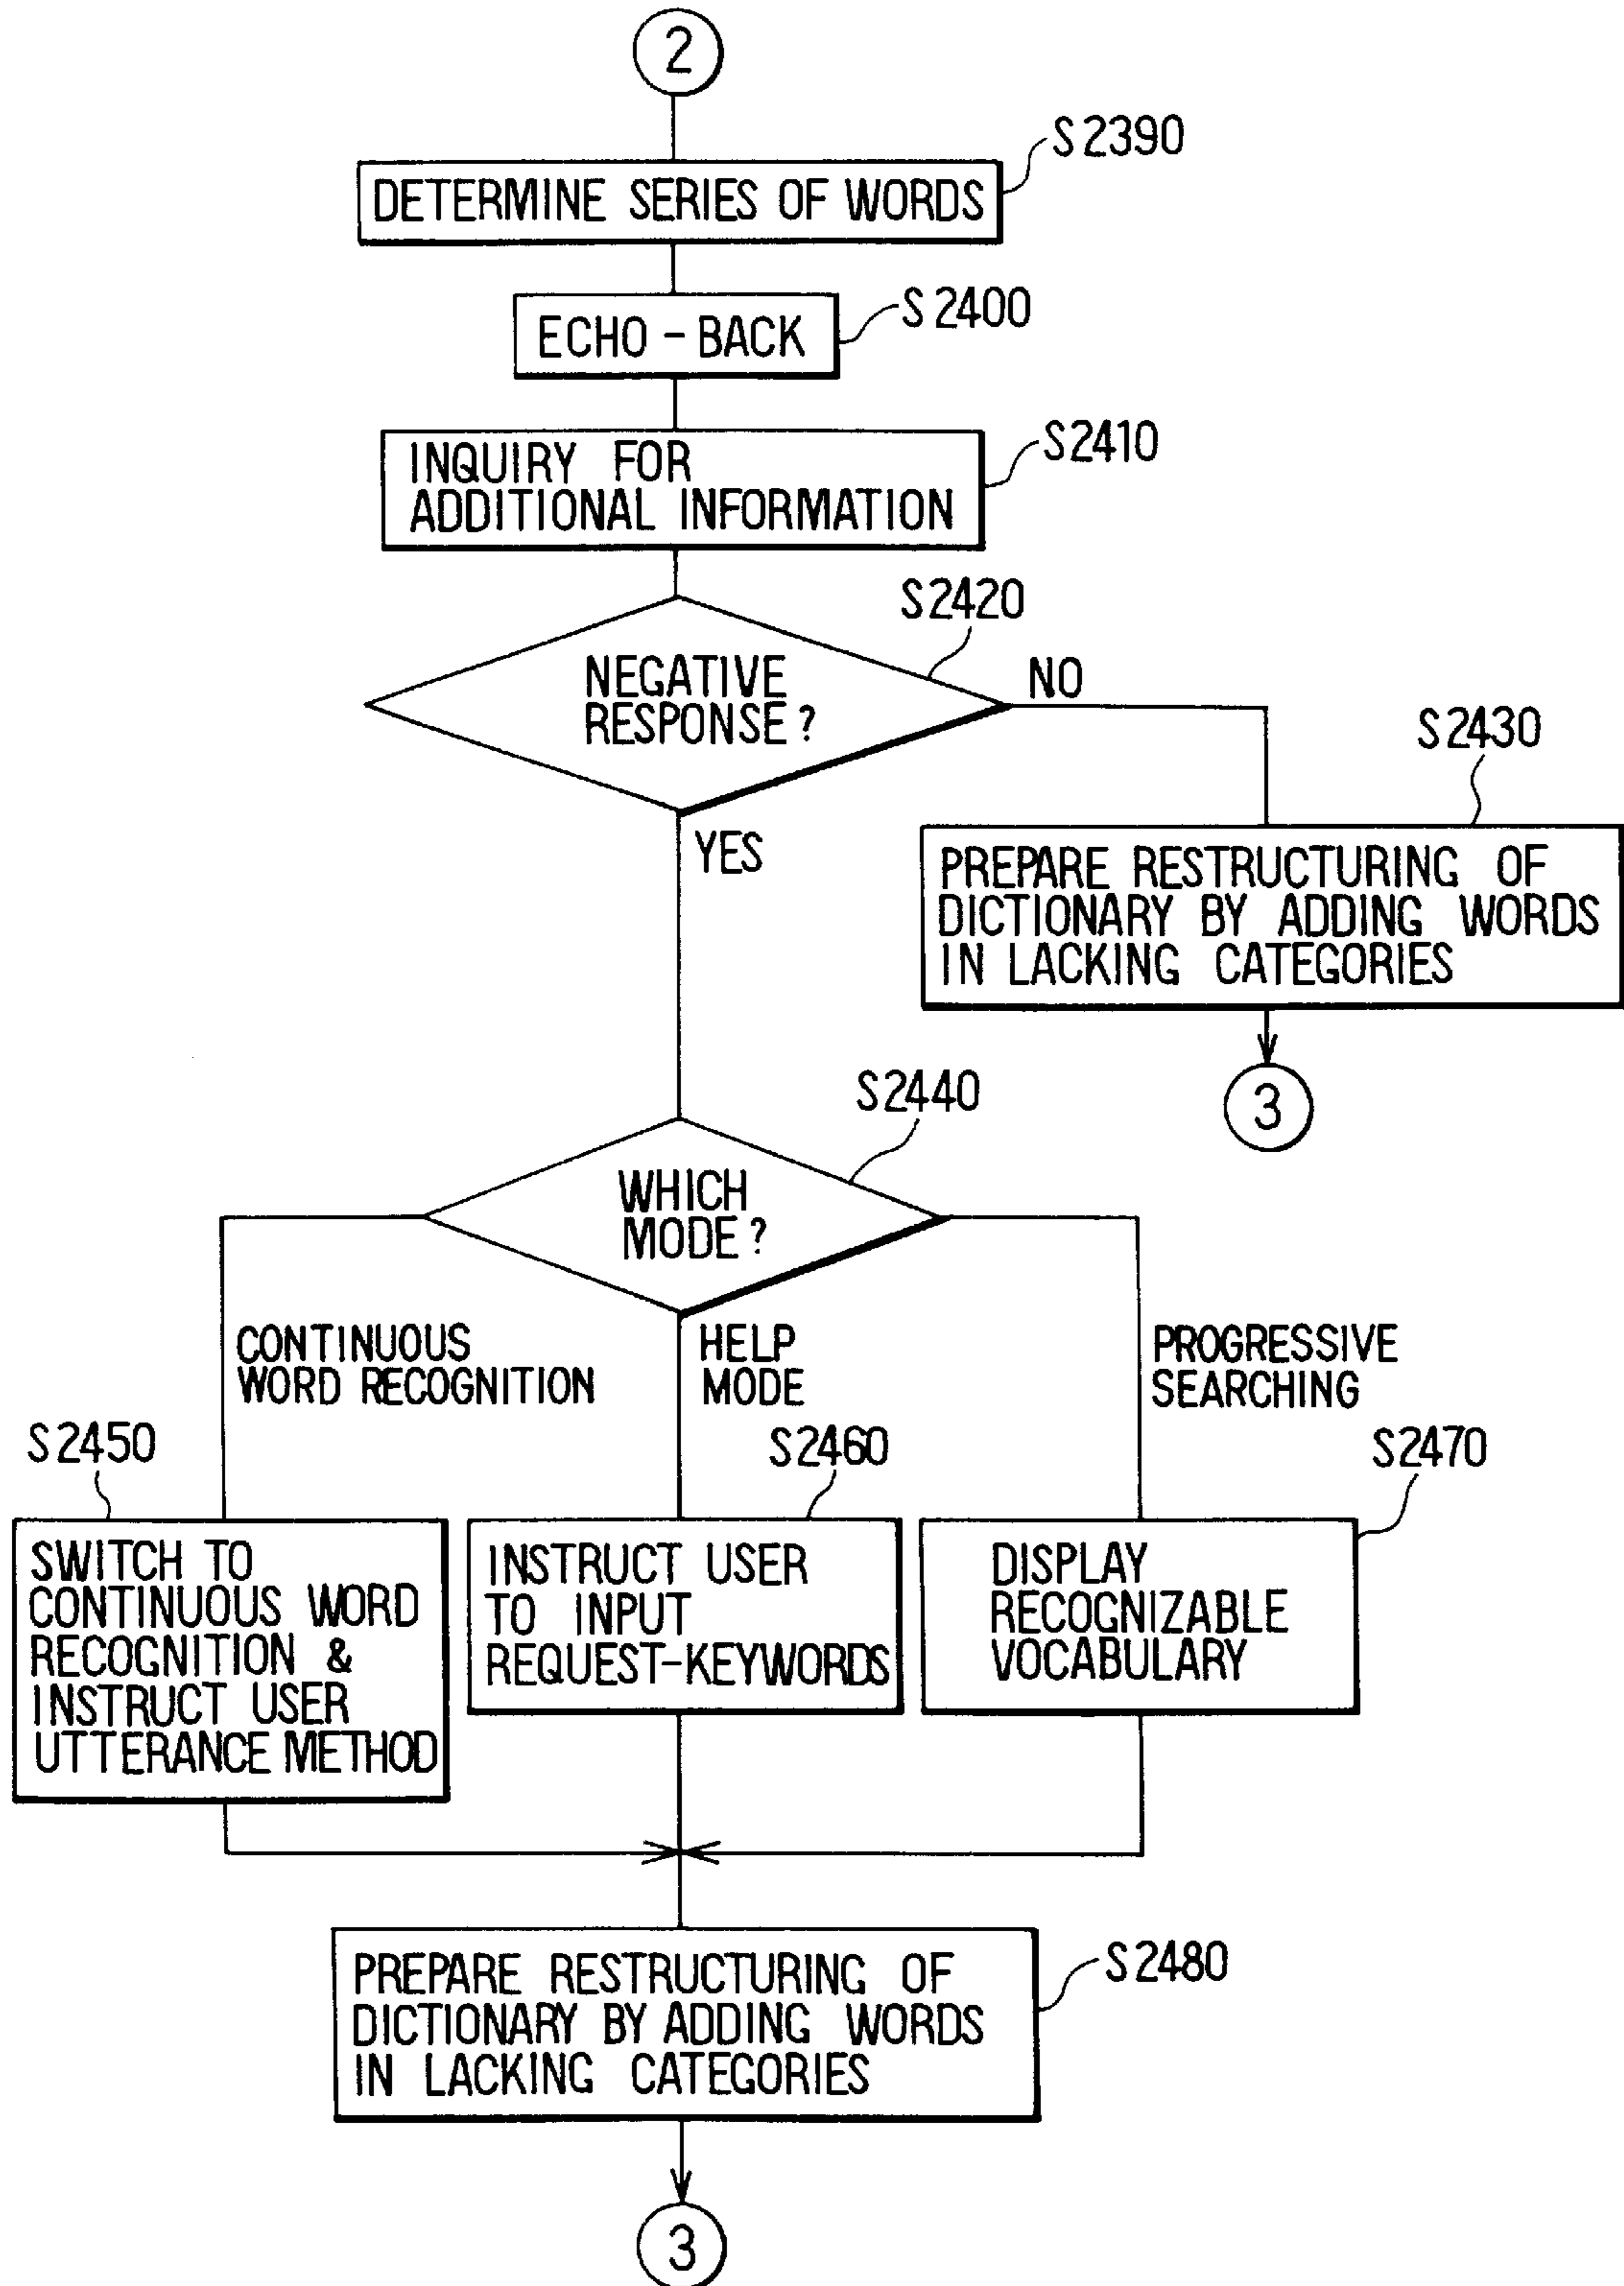 2
S2390
DETERMINE SERIES OF WORDS
S2400
ECHO-BACK
S2410
INQUIRY FOR
ADDITIONAL INFORMATION
S2420
NEGATIVE
RESPONSE?
NO
S2430
YES
PREPARE RESTRUCTURING OF
DICTIONARY BY ADDING WORDS
IN LACKING CATEGORIES
3
S2440
WHICH
MODE?
CONTINUOUS
WORD RECOGNITION
HELP
MODE
PROGRESSIVE
SEARCHING
S2450
S2460
S2470
SWITCH TO
CONTINUOUS WORD
RECOGNITION &
INSTRUCT USER
UTTERANCE METHOD
INSTRUCT USER
TO INPUT
REQUEST-KEYWORDS
DISPLAY
RECOGNIZABLE
VOCABULARY
S2480
PREPARE RESTRUCTURING OF
DICTIONARY BY ADDING WORDS
IN LACKING CATEGORIES
3